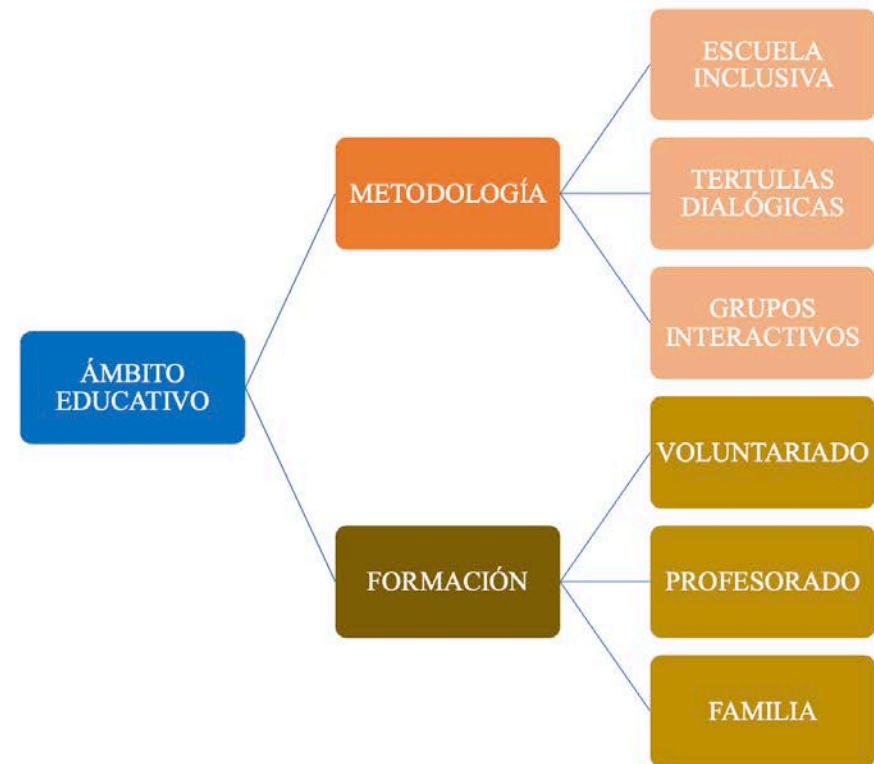 ÁMBITO
EDUCATIVO
METODOLOGÍA
ESCUELA
INCLUSIVA
TERTULIAS
DIALÓGICAS
GRUPOS
INTERACTIVOS
FORMACIÓN
VOLUNTARIADO
PROFESORADO
FAMILIA